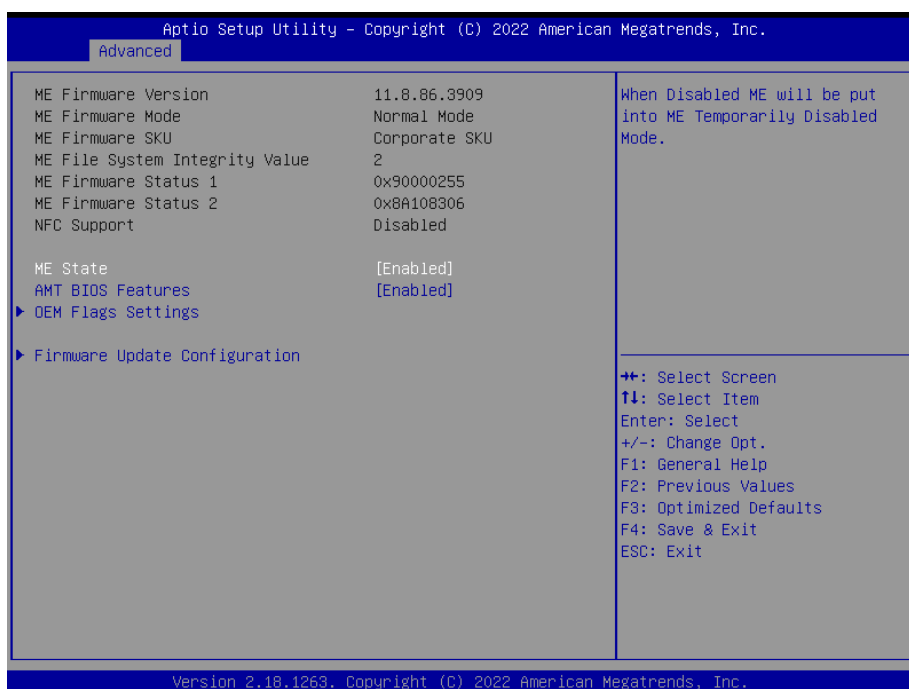 Aptio Setup Utility – Copyright (C) 2022 American Megatrends, Inc.
Advanced
ME Firmware Version 11.8.86.3909
ME Firmware Mode Normal Mode
ME Firmware SKU Corporate SKU
ME File System Integrity Value 2
ME Firmware Status 1 0x90000255
ME Firmware Status 2 0x8A108306
NFC Support Disabled
ME State [Enabled]
AMT BIOS Features [Enabled]
▶ OEM Flags Settings
▶ Firmware Update Configuration
When Disabled ME will be put
into ME Temporarily Disabled
Mode.
→←: Select Screen
↑↓: Select Item
Enter: Select
+/-: Change Opt.
F1: General Help
F2: Previous Values
F3: Optimized Defaults
F4: Save & Exit
ESC: Exit
Version 2.18.1263. Copyright (C) 2022 American Megatrends, Inc.